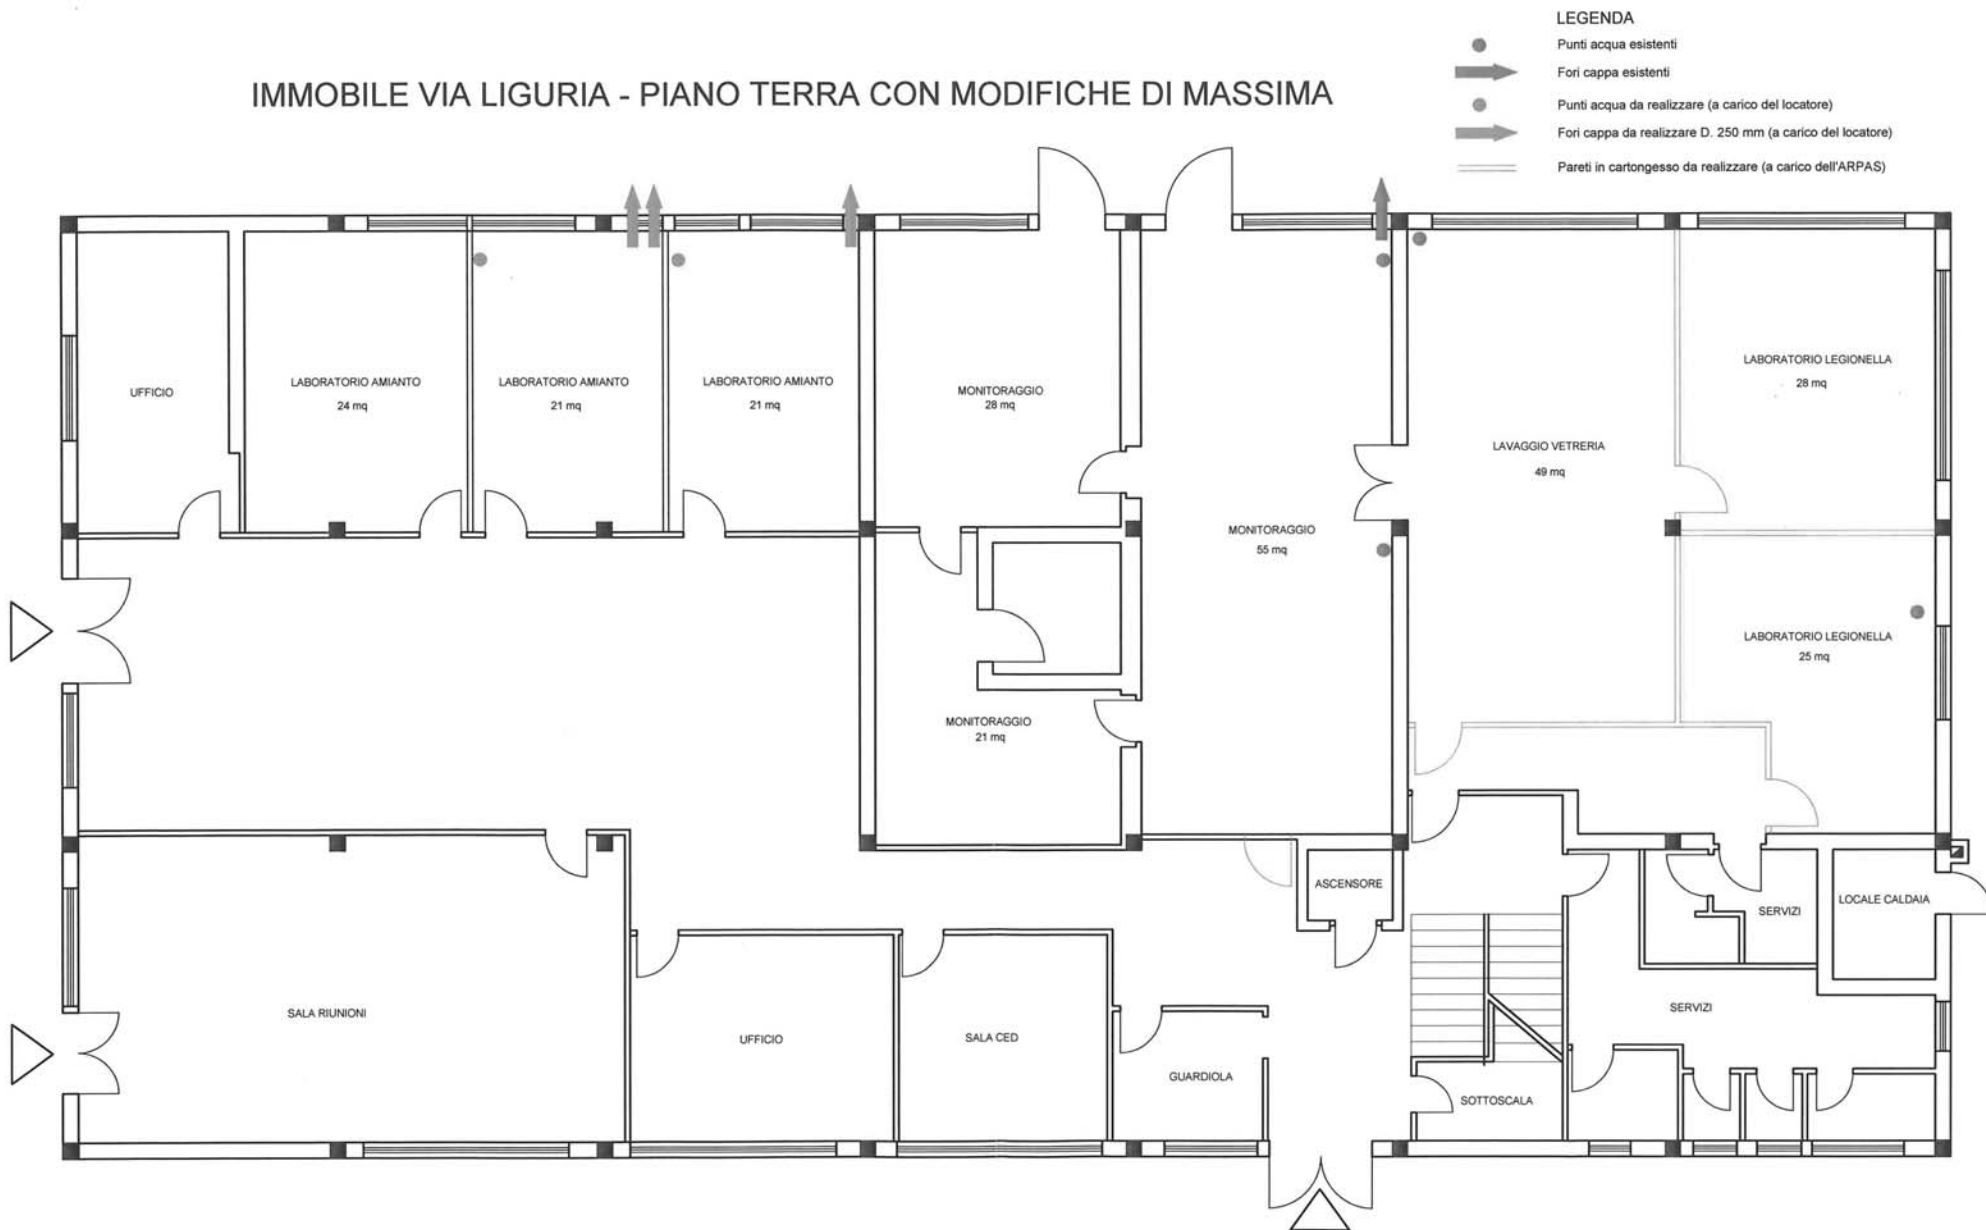 LEGENDA
Punti acqua esistenti
Fori cappa esistenti
Punti acqua da realizzare (a carico del locatore)
Fori cappa da realizzare D. 250 mm (a carico del locatore)
Pareti in cartongesso da realizzare (a carico dell'ARPAS)
IMMOBILE VIA LIGURIA - PIANO TERRA CON MODIFICHE DI MASSIMA
UFFICIO
LABORATORIO AMIANTO
24 mq
LABORATORIO AMIANTO
21 mq
LABORATORIO AMIANTO
21 mq
MONITORAGGIO
28 mq
MONITORAGGIO
55 mq
LAVAGGIO VETRERIA
49 mq
LABORATORIO LEGIONELLA
28 mq
LABORATORIO LEGIONELLA
25 mq
MONITORAGGIO
21 mq
ASCENSORE
SERVIZI
LOCALE CALDAIA
SALA RIUNIONI
UFFICIO
SALA CED
GUARDIOLA
SOTTOSCALA
SERVIZI